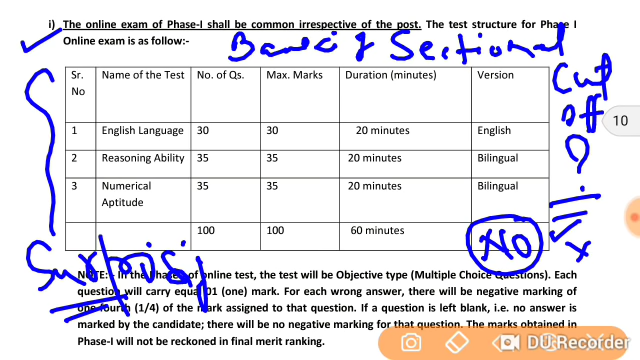 i) The online exam of Phase-I shall be common irrespective of the post. The test structure for Phase I
Online exam is as follow:-
Sectional
Cut
off
?
Sr. No Name of the Test No. of Qs. Max. Marks Duration (minutes) Version
1 English Language 30 30 20 minutes English
2 Reasoning Ability 35 35 20 minutes Bilingual
3 Numerical Aptitude 35 35 20 minutes Bilingual
100 100 60 minutes
NO
10
NOTE:- In the Phase of online test, the test will be Objective type (Multiple Choice Questions). Each
question will carry equal 01 (one) mark. For each wrong answer, there will be negative marking of
one fourth (1/4) of the mark assigned to that question. If a question is left blank, i.e. no answer is
marked by the candidate; there will be no negative marking for that question. The marks obtained in
Phase-I will not be reckoned in final merit ranking.
DU RECORDER